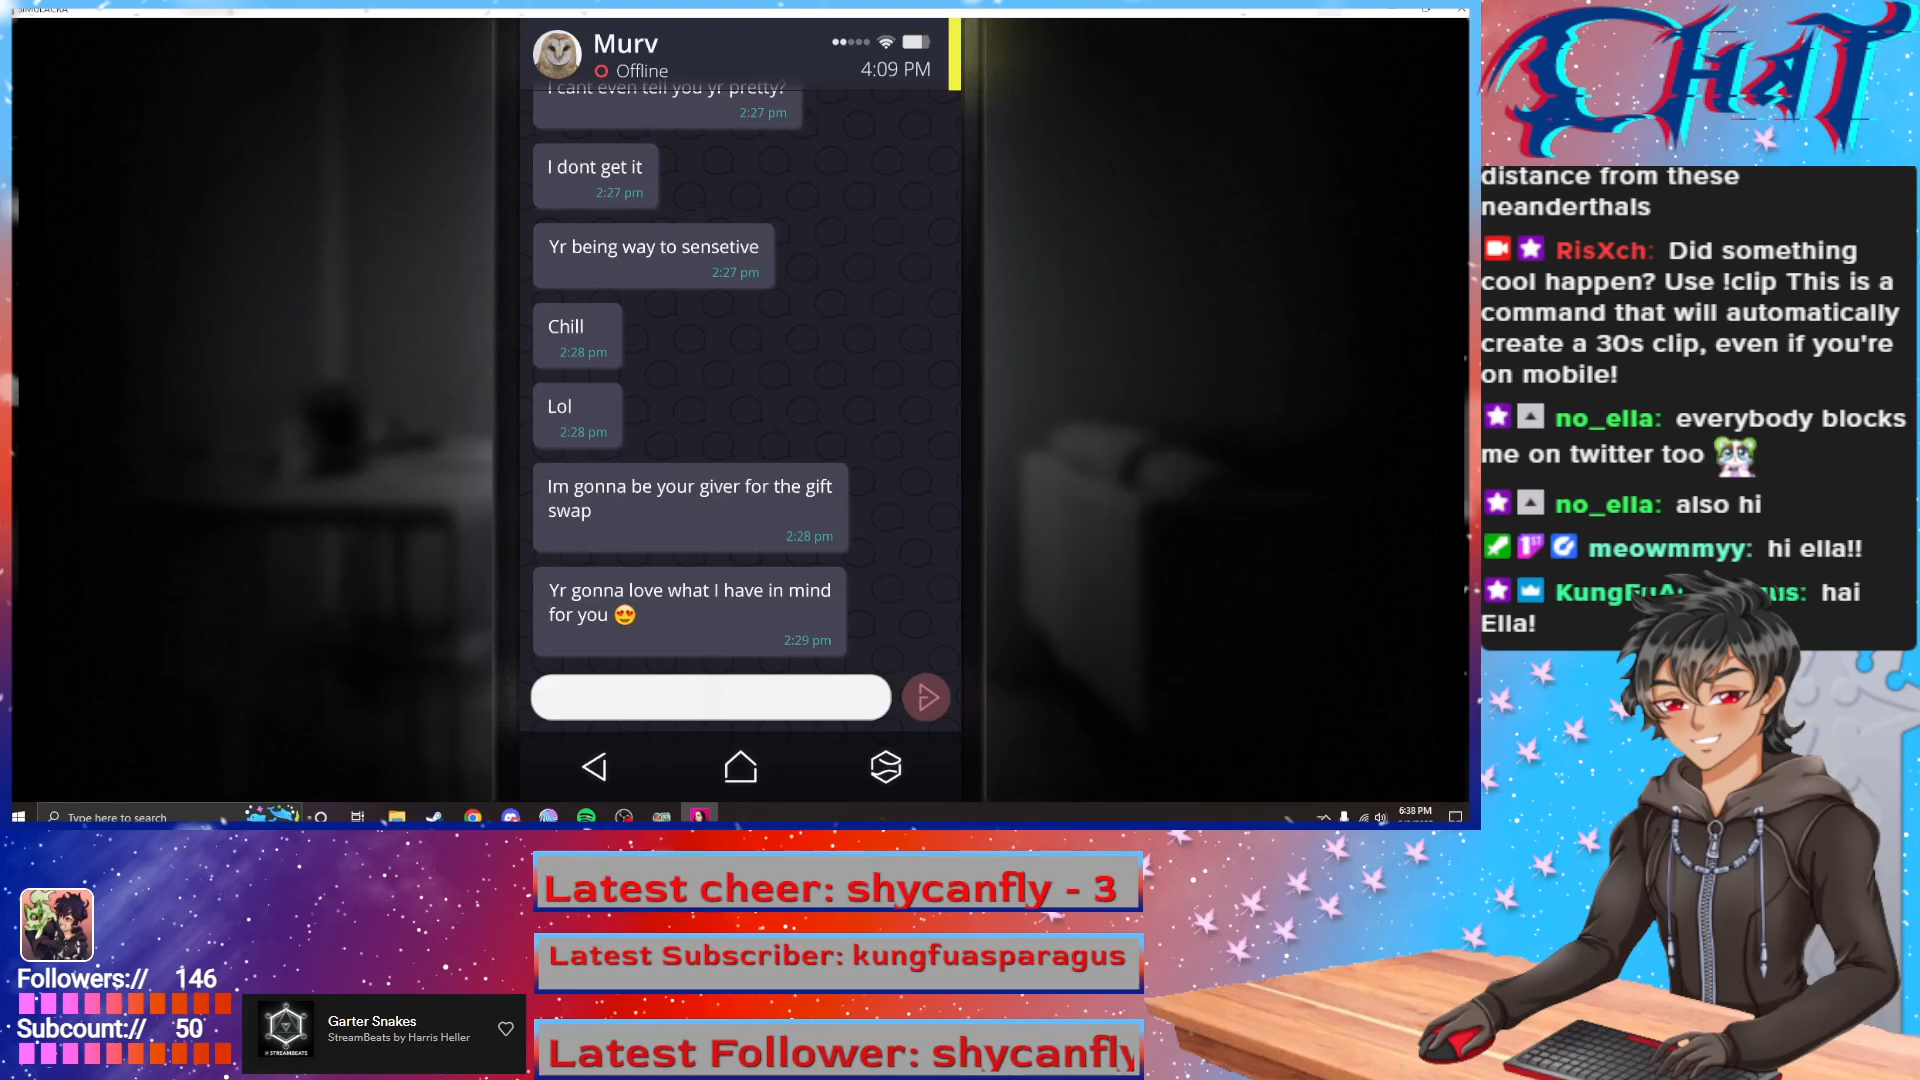 SIMULACRA
Murv
Offline
4:09 PM
I cant even tell you yr pretty?
2:27 pm
I dont get it
2:27 pm
Yr being way to sensetive
2:27 pm
Chill
2:28 pm
Lol
2:28 pm
Im gonna be your giver for the gift
swap
2:28 pm
Yr gonna love what I have in mind
for you 😍
2:29 pm
Type here to search
6:38 PM
ChaT
distance from these
neanderthals
RisXch: Did something
cool happen? Use !clip This is a
command that will automatically
create a 30s clip, even if you're
on mobile!
no_ella: everybody blocks
me on twitter too
no_ella: also hi
meowmmyy: hi ella!!
hai
Ella!
Followers:// 146
Subcount:// 50
STREAMBEATS
Garter Snakes
StreamBeats by Harris Heller
Latest cheer: shycanfly - 3
Latest Subscriber: kungfuasparagus
Latest Follower: shycanfly